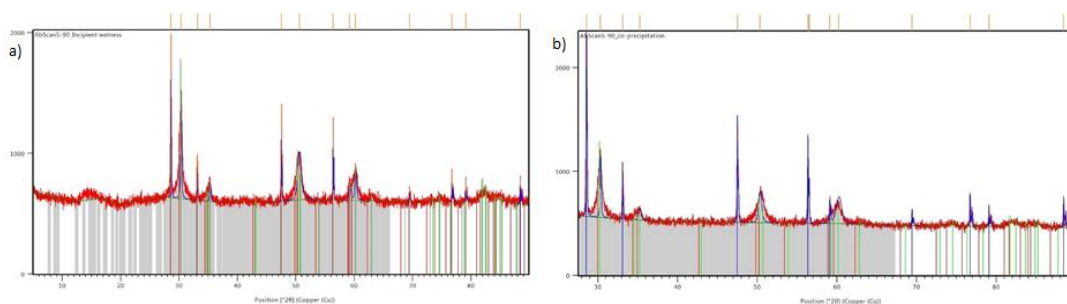 a)
AbScan5-90_Incipient wetness
2000
1000
0
10 20 30 40 50 60 70 80
Position [°2θ] (Copper (Cu))
b)
AbScan5-90_co-precipitation
2000
1000
0
30 40 50 60 70 80
Position [°2θ] (Copper (Cu))